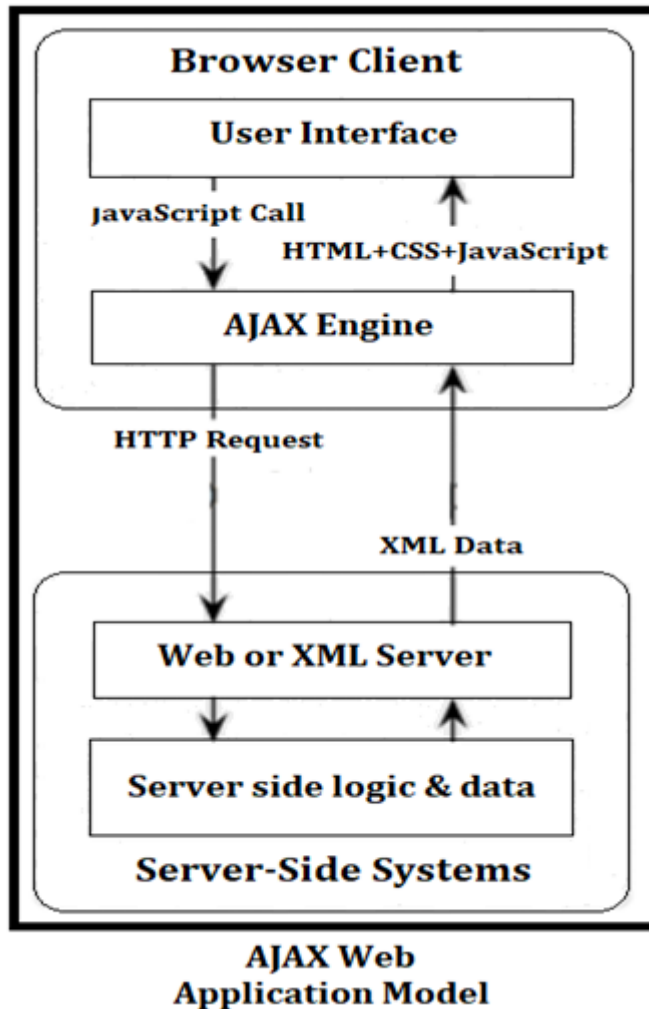 Browser Client
User Interface
JavaScript Call
HTML+CSS+JavaScript
AJAX Engine
HTTP Request
XML Data
Web or XML Server
Server side logic & data
Server-Side Systems
AJAX Web
Application Model